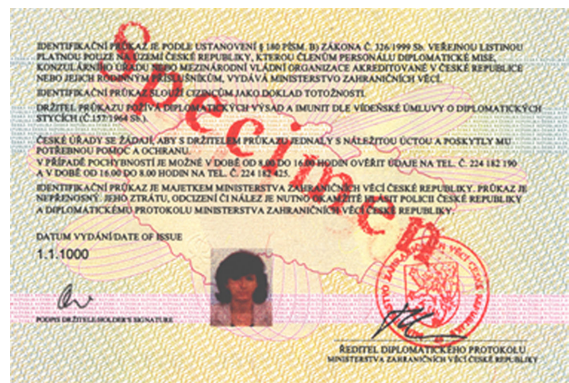 IDENTIFIKAČNÍ PRŮKAZ JE PODLE USTANOVENÍ § 180 PÍSM. B) ZÁKONA Č. 326/1999 Sb. VEŘEJNOU LISTINOU
PLATNOU POUZE NA ÚZEMÍ ČESKÉ REPUBLIKY, KTEROU ČLENŮM PERSONÁLU DIPLOMATICKÉ MISE,
KONZULÁRNÍHO ÚŘADU NEBO MEZINÁRODNÍ VLÁDNÍ ORGANIZACE AKREDITOVANÉ V ČESKÉ REPUBLICE
NEBO JEJICH RODINNÝM PŘÍSLUŠNÍKŮM, VYDÁVÁ MINISTERSTVO ZAHRANIČNÍCH VĚCÍ.
IDENTIFIKAČNÍ PRŮKAZ SLOUŽÍ CIZINCŮM JAKO DOKLAD TOTOŽNOSTI.
DRŽITEL PRŮKAZU POŽÍVÁ DIPLOMATICKÝCH VÝSAD A IMUNIT DLE VÍDEŇSKÉ ÚMLUVY O DIPLOMATICKÝCH
STYCÍCH (Č.157/1964 Sb.).
ČESKÉ ÚŘADY SE ŽÁDAJÍ, ABY S DRŽITELEM PRŮKAZU JEDNALY S NÁLEŽITOU ÚCTOU A POSKYTLY MU
POTŘEBNOU POMOC A OCHRANU.
V PŘÍPADĚ POCHYBNOSTÍ JE MOŽNÉ V DOBĚ OD 8.00 DO 16.00 HODIN OVĚŘIT ÚDAJE NA TEL. Č. 224 182 190
A V DOBĚ OD 16.00 DO 8.00 HODIN NA TEL. Č. 224 182 425.
IDENTIFIKAČNÍ PRŮKAZ JE MAJETKEM MINISTERSTVA ZAHRANIČNÍCH VĚCÍ ČESKÉ REPUBLIKY. PRŮKAZ JE
NEPŘENOSNÝ. JEHO ZTRÁTU, ODCIZENÍ ČI NÁLEZ JE NUTNO OKAMŽITĚ HLÁSIT POLICII ČESKÉ REPUBLIKY
A DIPLOMATICKÉMU PROTOKOLU MINISTERSTVA ZAHRANIČNÍCH VĚCÍ ČESKÉ REPUBLIKY.
Specimen
DATUM VYDÁNÍ/DATE OF ISSUE
1.1.1000
PODPIS DRŽITELE/HOLDER'S SIGNATURE
ŘEDITEL DIPLOMATICKÉHO PROTOKOLU
MINISTERSTVA ZAHRANIČNÍCH VĚCÍ ČESKÉ REPUBLIKY